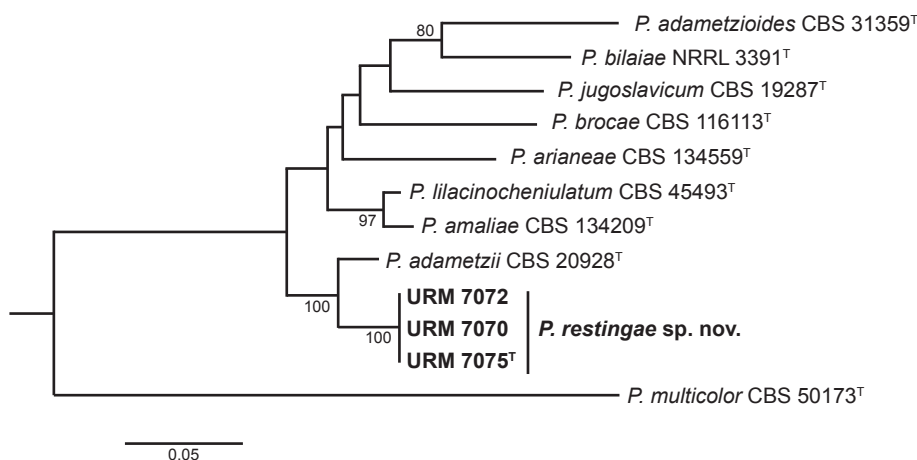 P. adametzioides CBS 31359ᵀ
80
P. bilaiae NRRL 3391ᵀ
P. jugoslavicum CBS 19287ᵀ
P. brocae CBS 116113ᵀ
P. arianeae CBS 134559ᵀ
P. lilacinocheniulatum CBS 45493ᵀ
97
P. amaliae CBS 134209ᵀ
P. adametzii CBS 20928ᵀ
100
URM 7072
URM 7070
100
P. restingae sp. nov.
URM 7075ᵀ
P. multicolor CBS 50173ᵀ
0.05